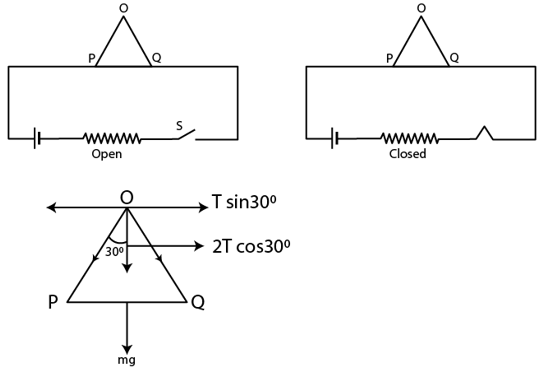 O
P Q
S
Open
O
P Q
Closed
O
T sin30⁰
30⁰
2T cos30⁰
P Q
mg